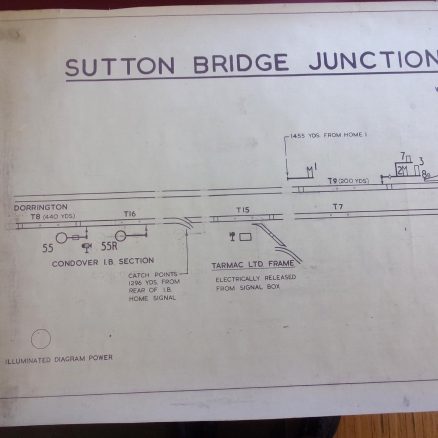 SUTTON BRIDGE JUNCTION
1455 YDS. FROM HOME 1
1
7
3
2M
8
DORRINGTON
T8 (440 YDS)
T16
T15
T9 (200 YDS)
T7
55
55R
CONDOVER I.B. SECTION
CATCH POINTS
1296 YDS. FROM
REAR OF I.B.
HOME SIGNAL
TARMAC LTD. FRAME
ELECTRICALLY RELEASED
FROM SIGNAL BOX
ILLUMINATED DIAGRAM POWER